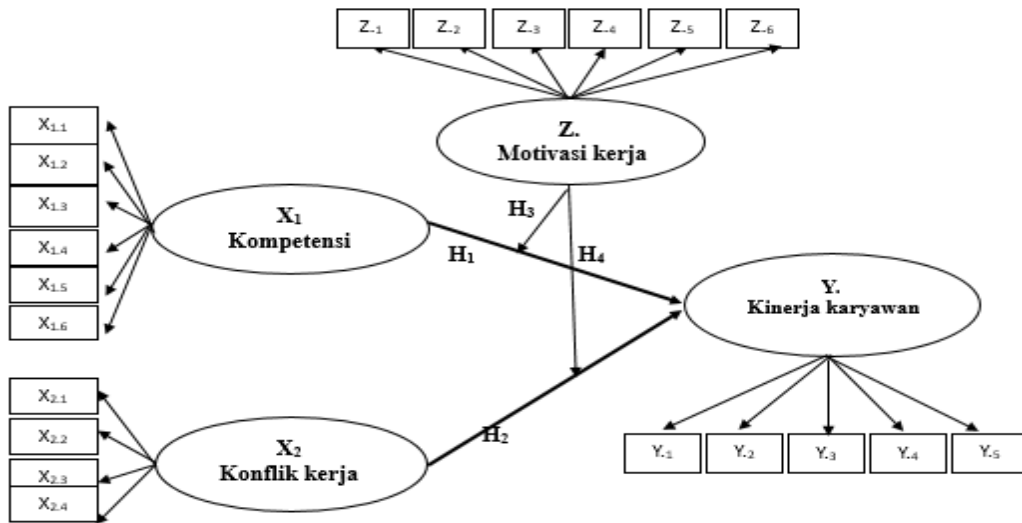 Z.1 Z.2 Z.3 Z.4 Z.5 Z.6
Z.
Motivasi kerja
X1.1
X1.2
X1.3
X1.4
X1.5
X1.6
X1
Kompetensi
H3
H1
H4
Y.
Kinerja karyawan
X2.1
X2.2
X2.3
X2.4
X2
Konflik kerja
H2
Y.1 Y.2 Y.3 Y.4 Y.5